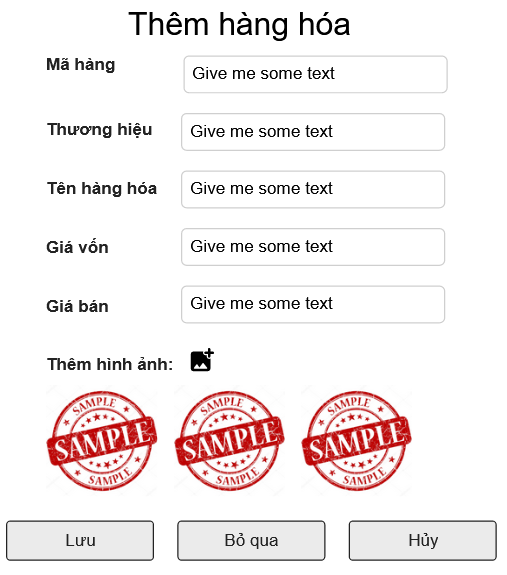 Thêm hàng hóa
Mã hàng Give me some text
Thương hiệu Give me some text
Tên hàng hóa Give me some text
Giá vốn Give me some text
Giá bán Give me some text
Thêm hình ảnh:
SAMPLE SAMPLE SAMPLE
SAMPLE SAMPLE SAMPLE
SAMPLE SAMPLE SAMPLE
Lưu Bỏ qua Hủy